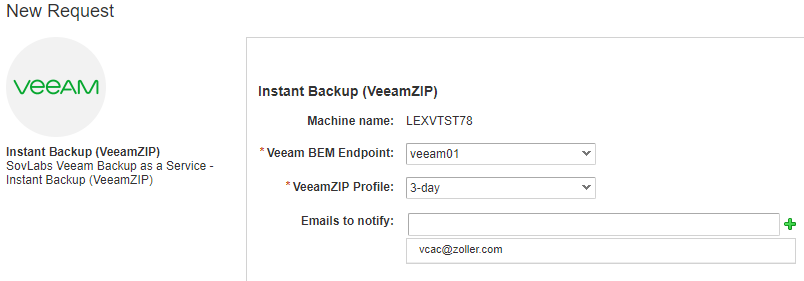 New Request
veeAM
Instant Backup (VeeamZIP)
SovLabs Veeam Backup as a Service -
Instant Backup (VeeamZIP)
Instant Backup (VeeamZIP)
Machine name: LEXVTST78
* Veeam BEM Endpoint: veeam01
* VeeamZIP Profile: 3-day
Emails to notify:
vcac@zoller.com